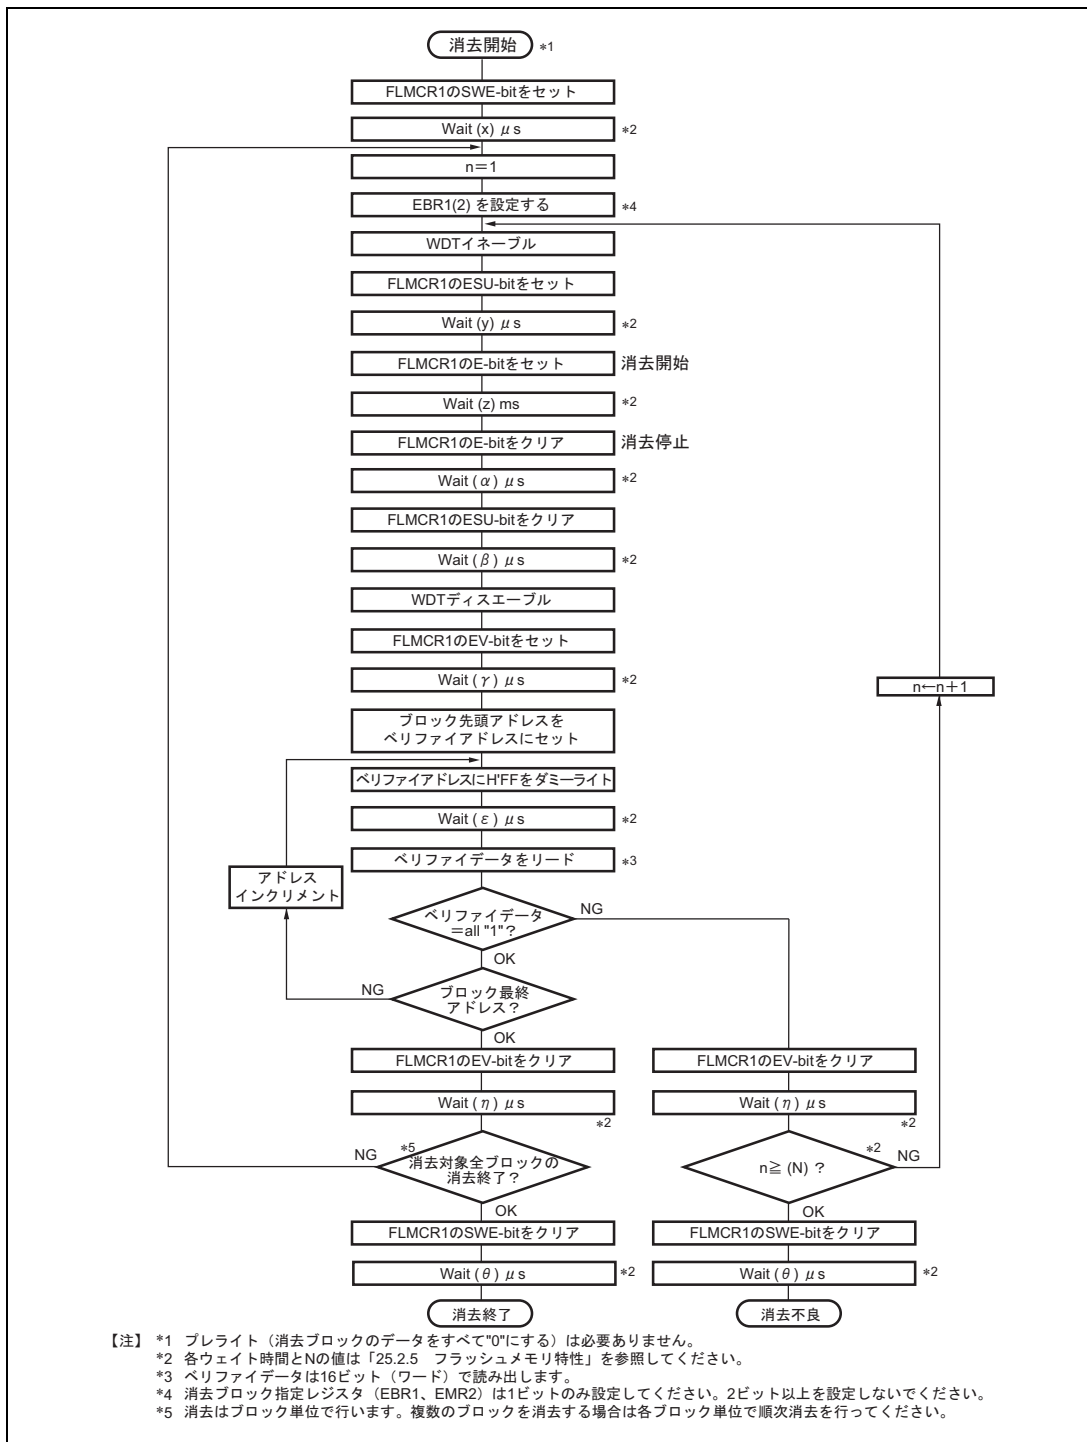 消去開始 *1
FLMCR1のSWE-bitをセット
Wait (x) μs *2
n=1
EBR1(2) を設定する *4
WDTイネーブル
FLMCR1のESU-bitをセット
Wait (y) μs *2
FLMCR1のE-bitをセット 消去開始
Wait (z) ms *2
FLMCR1のE-bitをクリア 消去停止
Wait (α) μs *2
FLMCR1のESU-bitをクリア
Wait (β) μs *2
WDTディスエーブル
FLMCR1のEV-bitをセット
Wait (γ) μs *2
n←n+1
ブロック先頭アドレスを
ベリファイアドレスにセット
ベリファイアドレスにH'FFをダミーライト
Wait (ε) μs *2
ベリファイデータをリード *3
アドレス
インクリメント
ベリファイデータ
=all "1"?
NG
OK
ブロック最終
アドレス?
NG
OK
FLMCR1のEV-bitをクリア
Wait (η) μs
*2
FLMCR1のEV-bitをクリア
Wait (η) μs
*2
*5
消去対象全ブロックの
消去終了?
NG
OK
n≧ (N) ?
*2
NG
OK
FLMCR1のSWE-bitをクリア
Wait (θ) μs *2
消去終了
FLMCR1のSWE-bitをクリア
Wait (θ) μs *2
消去不良
【注】 *1 プレライト(消去ブロックのデータをすべて"0"にする)は必要ありません。
*2 各ウェイト時間とNの値は「25.2.5 フラッシュメモリ特性」を参照してください。
*3 ベリファイデータは16ビット(ワード)で読み出します。
*4 消去ブロック指定レジスタ(EBR1、EMR2)は1ビットのみ設定してください。2ビット以上を設定しないでください。
*5 消去はブロック単位で行います。複数のブロックを消去する場合は各ブロック単位で順次消去を行ってください。